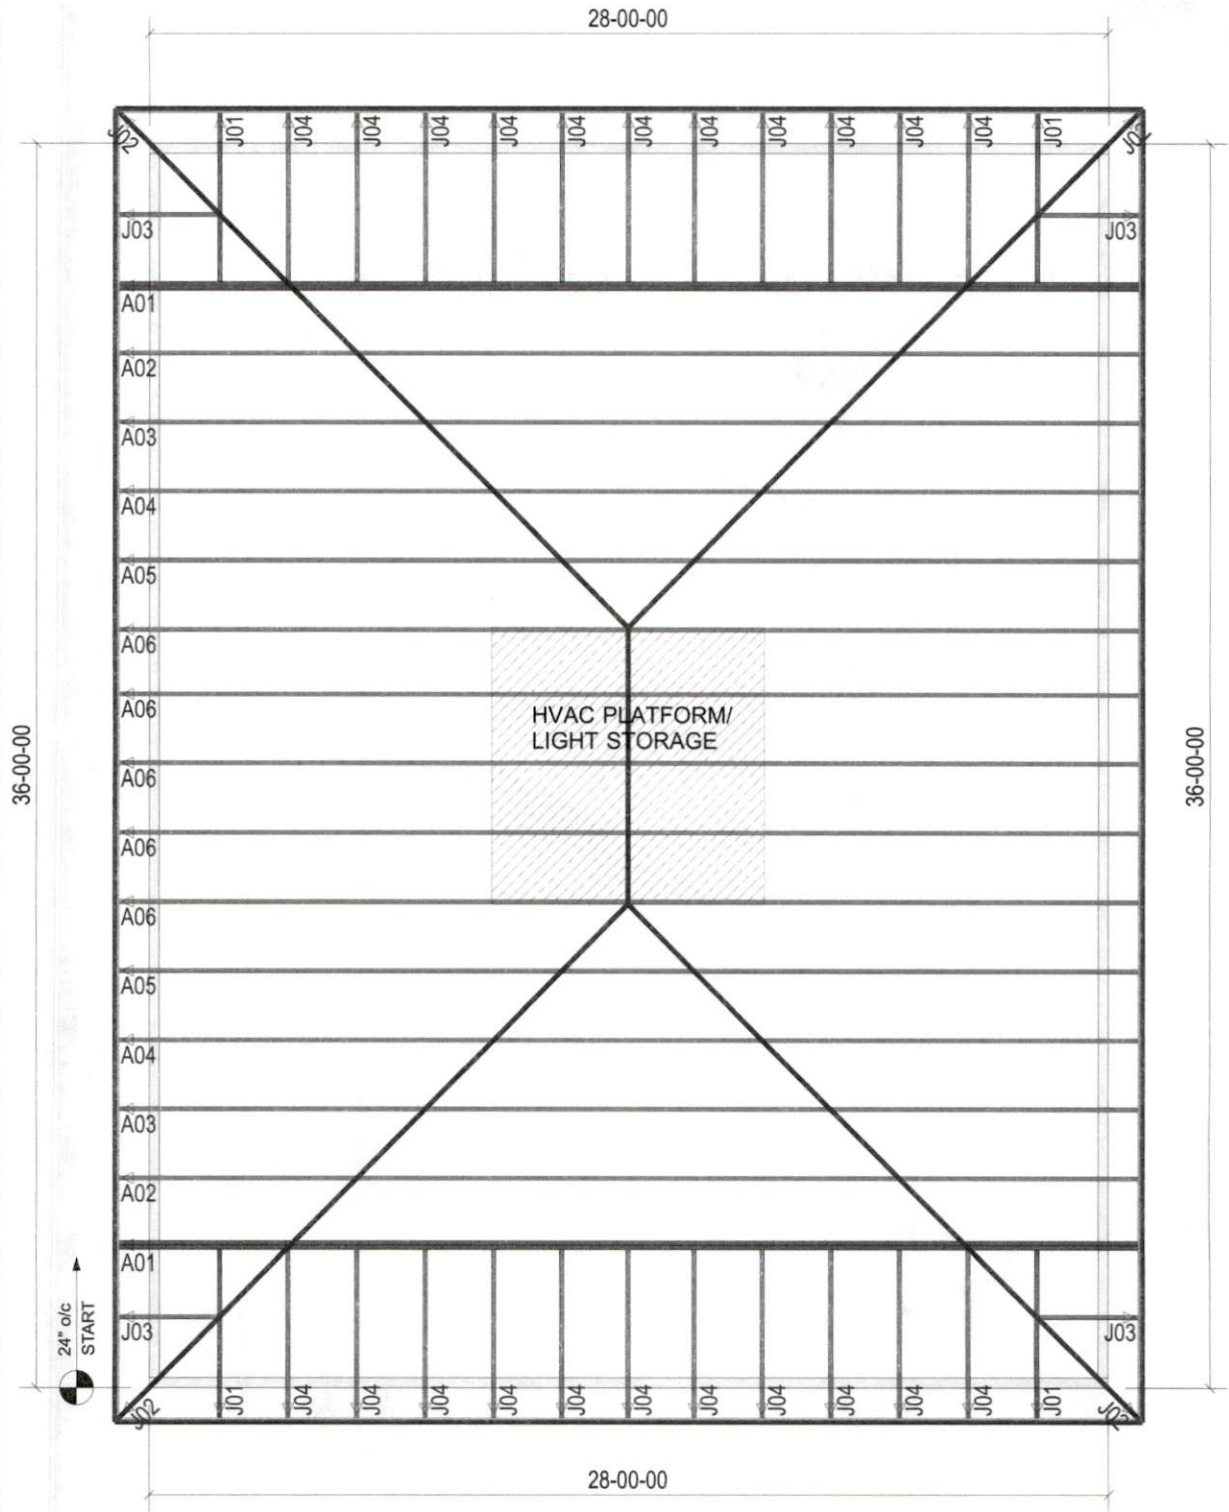 28-00-00
J02 J01 J04 J04 J04 J04 J04 J04 J04 J04 J04 J04 J04 J01 J02
J03 J03
A01
A02
A03
A04
A05
A06
A06
HVAC PLATFORM/
LIGHT STORAGE
36-00-00
36-00-00
A06
A06
A06
A05
A04
A03
A02
A01
24" o/c
START
J03 J03
J02 J01 J04 J04 J04 J04 J04 J04 J04 J04 J04 J04 J04 J01 J02
28-00-00